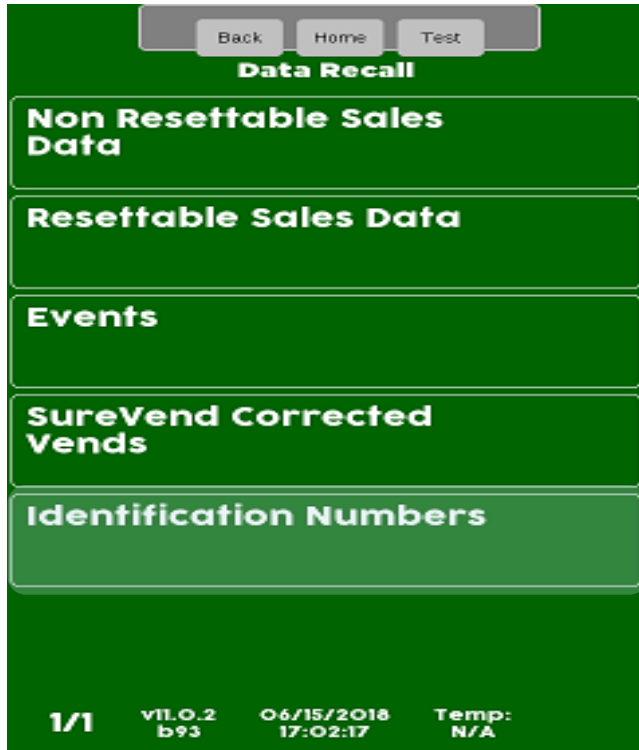 Back Home Test
Data Recall
Non Resettable Sales
Data
Resettable Sales Data
Events
SureVend Corrected
Vends
Identification Numbers
1/1 v11.0.2 06/15/2018 Temp:
b93 17:02:17 N/A